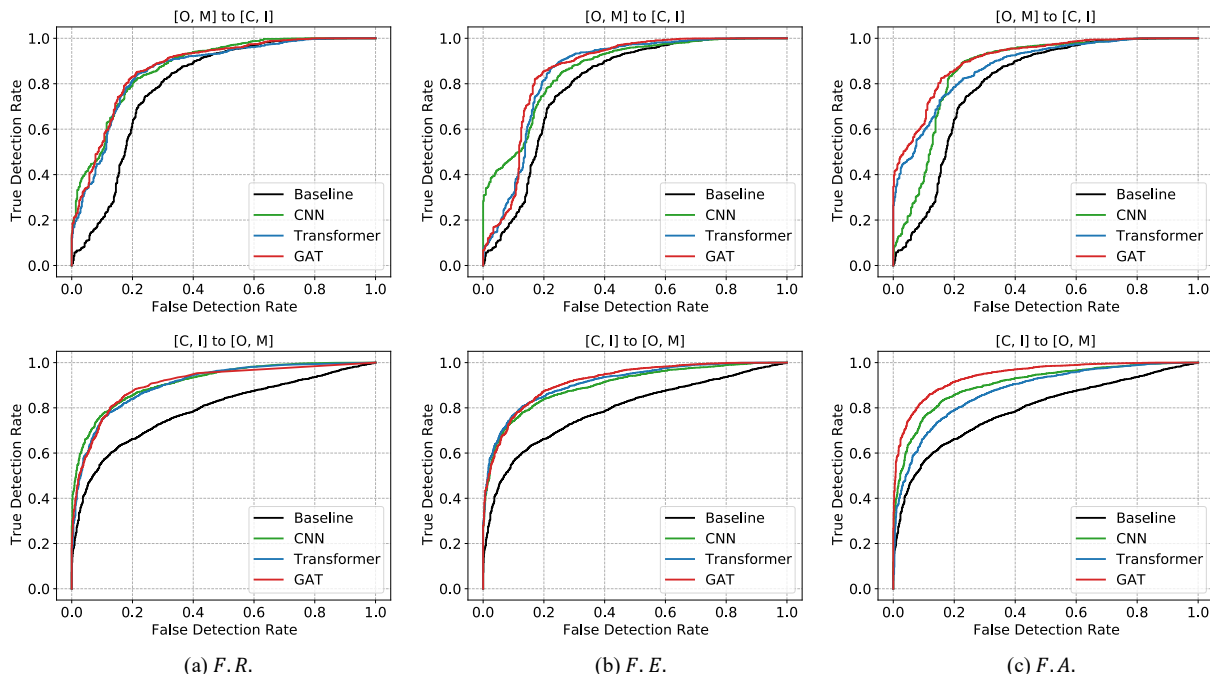 [O, M] to [C, I]
True Detection Rate
1.0
0.8
0.6
0.4
0.2
0.0
Baseline
CNN
Transformer
GAT
0.0 0.2 0.4 0.6 0.8 1.0
False Detection Rate
[O, M] to [C, I]
True Detection Rate
1.0
0.8
0.6
0.4
0.2
0.0
Baseline
CNN
Transformer
GAT
0.0 0.2 0.4 0.6 0.8 1.0
False Detection Rate
[O, M] to [C, I]
True Detection Rate
1.0
0.8
0.6
0.4
0.2
0.0
Baseline
CNN
Transformer
GAT
0.0 0.2 0.4 0.6 0.8 1.0
False Detection Rate
[C, I] to [O, M]
True Detection Rate
1.0
0.8
0.6
0.4
0.2
0.0
Baseline
CNN
Transformer
GAT
0.0 0.2 0.4 0.6 0.8 1.0
False Detection Rate
[C, I] to [O, M]
True Detection Rate
1.0
0.8
0.6
0.4
0.2
0.0
Baseline
CNN
Transformer
GAT
0.0 0.2 0.4 0.6 0.8 1.0
False Detection Rate
[C, I] to [O, M]
True Detection Rate
1.0
0.8
0.6
0.4
0.2
0.0
Baseline
CNN
Transformer
GAT
0.0 0.2 0.4 0.6 0.8 1.0
False Detection Rate
(a) F.R.
(b) F.E.
(c) F.A.